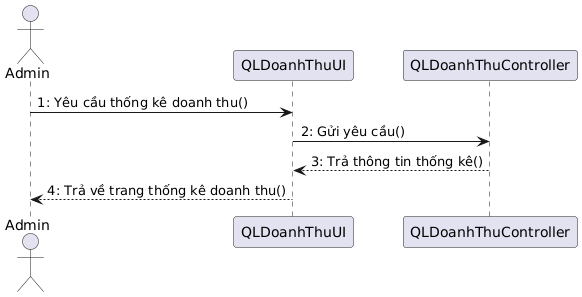 Admin
QLDoanhThuUI
QLDoanhThuController
1: Yêu cầu thống kê doanh thu()
2: Gửi yêu cầu()
3: Trả thông tin thống kê()
4: Trả về trang thống kê doanh thu()
Admin
QLDoanhThuUI
QLDoanhThuController